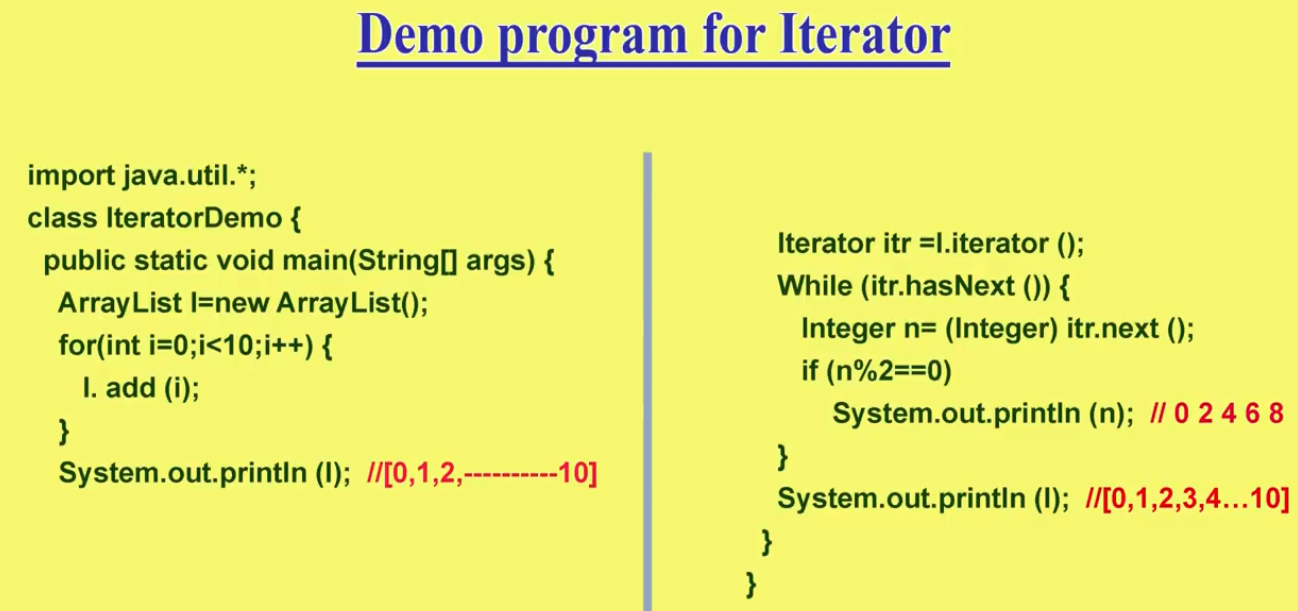 Demo program for Iterator
import java.util.*;
class IteratorDemo {
public static void main(String[] args) {
ArrayList l=new ArrayList();
for(int i=0;i<10;i++) {
l. add (i);
}
System.out.println (l); //[0,1,2,----------10]
Iterator itr =l.iterator ();
While (itr.hasNext ()) {
Integer n= (Integer) itr.next ();
if (n%2==0)
System.out.println (n); // 0 2 4 6 8
}
System.out.println (l); //[0,1,2,3,4...10]
}
}